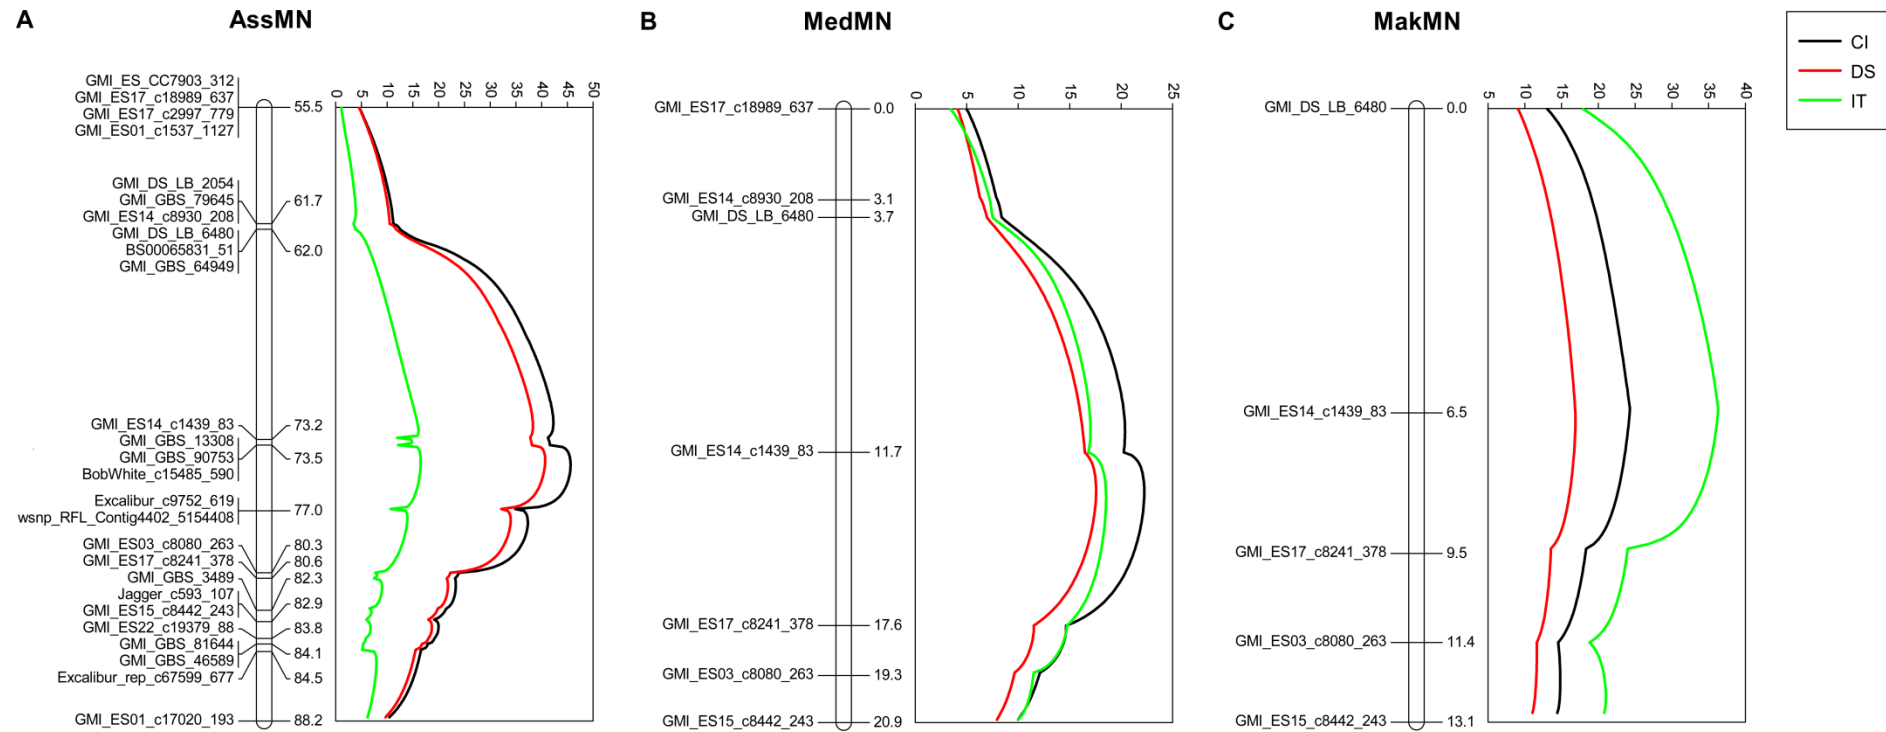 A AssMN
GMI_ES_CC7903_312
GMI_ES17_c18989_637
GMI_ES17_c2997_779
GMI_ES01_c1537_1127
55.5
GMI_DS_LB_2054
GMI_GBS_79645
GMI_ES14_c8930_208
61.7
GMI_DS_LB_6480
BS00065831_51
GMI_GBS_64949
62.0
GMI_ES14_c1439_83
73.2
GMI_GBS_13308
GMI_GBS_90753
BobWhite_c15485_590
73.5
Excalibur_c9752_619
wsnp_RFL_Contig4402_5154408
77.0
GMI_ES03_c8080_263
80.3
GMI_ES17_c8241_378
80.6
GMI_GBS_3489
82.3
Jagger_c593_107
GMI_ES15_c8442_243
82.9
GMI_ES22_c19379_88
83.8
GMI_GBS_81644
GMI_GBS_46589
84.1
Excalibur_rep_c67599_677
84.5
GMI_ES01_c17020_193
88.2
0 5 10 15 20 25 30 35 40 45 50
B MedMN
GMI_ES17_c18989_637 0.0
GMI_ES14_c8930_208 3.1
GMI_DS_LB_6480 3.7
GMI_ES14_c1439_83 11.7
GMI_ES17_c8241_378 17.6
GMI_ES03_c8080_263 19.3
GMI_ES15_c8442_243 20.9
0 5 10 15 20 25
C MakMN
GMI_DS_LB_6480 0.0
GMI_ES14_c1439_83 6.5
GMI_ES17_c8241_378 9.5
GMI_ES03_c8080_263 11.4
GMI_ES15_c8442_243 13.1
5 10 15 20 25 30 35 40
CI
DS
IT